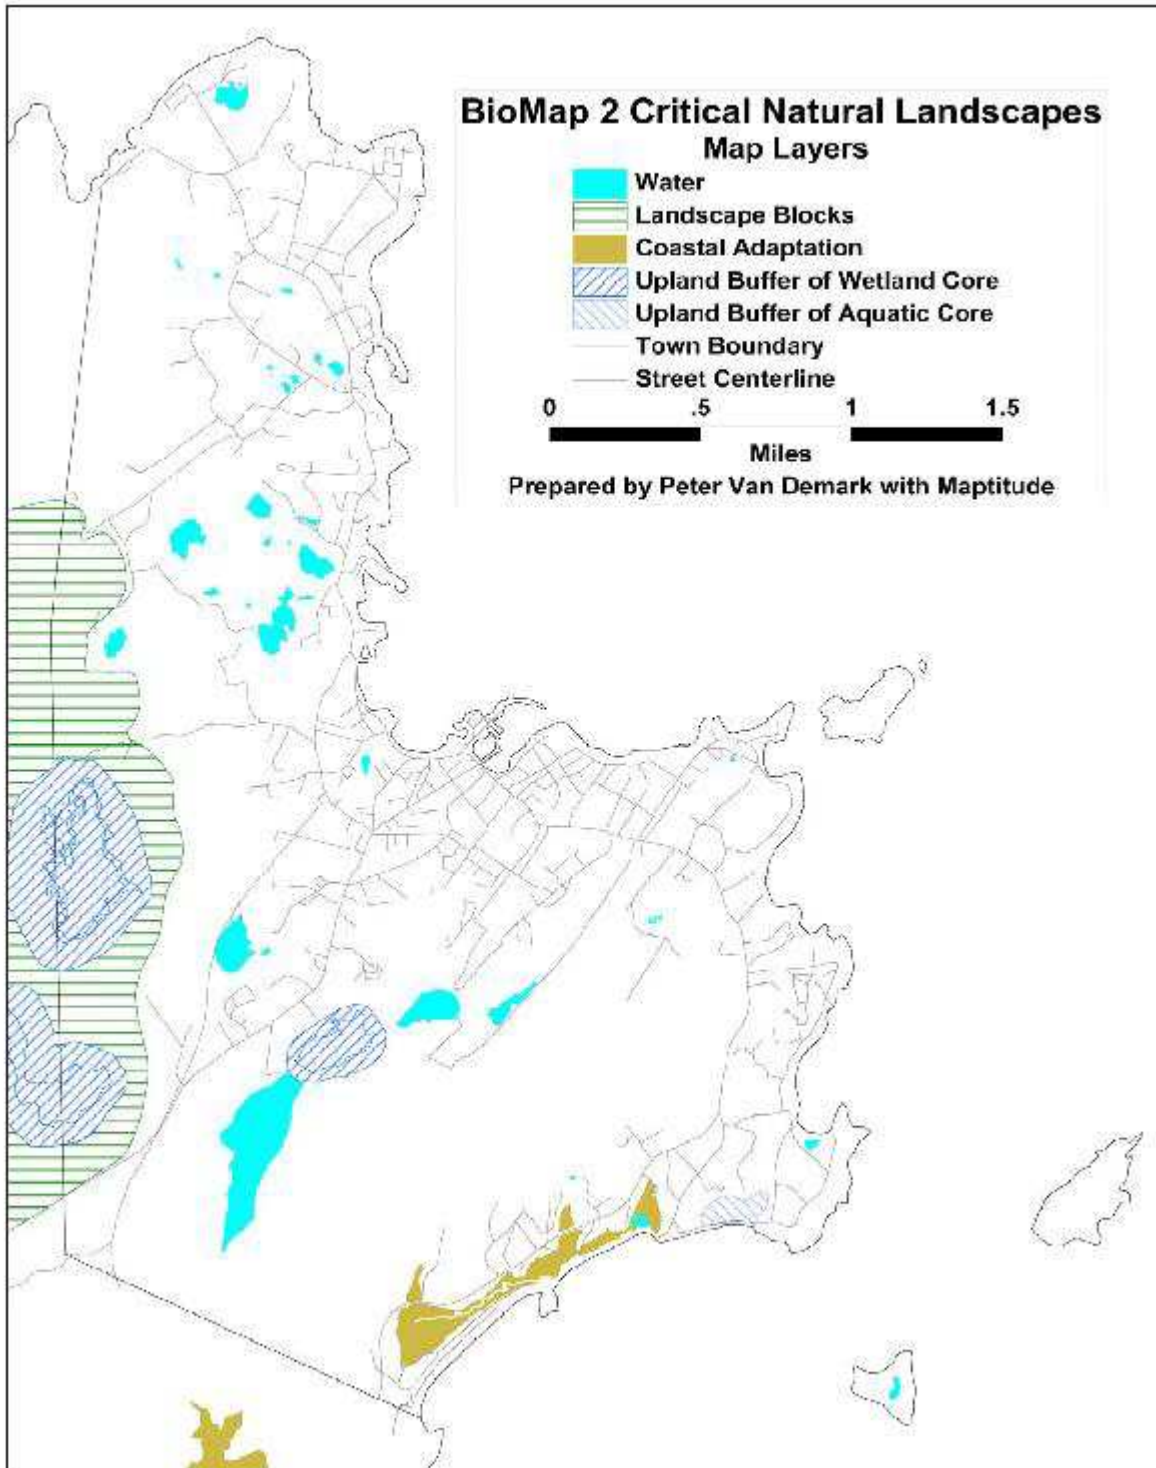 BioMap 2 Critical Natural Landscapes
Map Layers
Water
Landscape Blocks
Coastal Adaptation
Upland Buffer of Wetland Core
Upland Buffer of Aquatic Core
Town Boundary
Street Centerline
0 .5 1 1.5
Miles
Prepared by Peter Van Demark with Maptitude